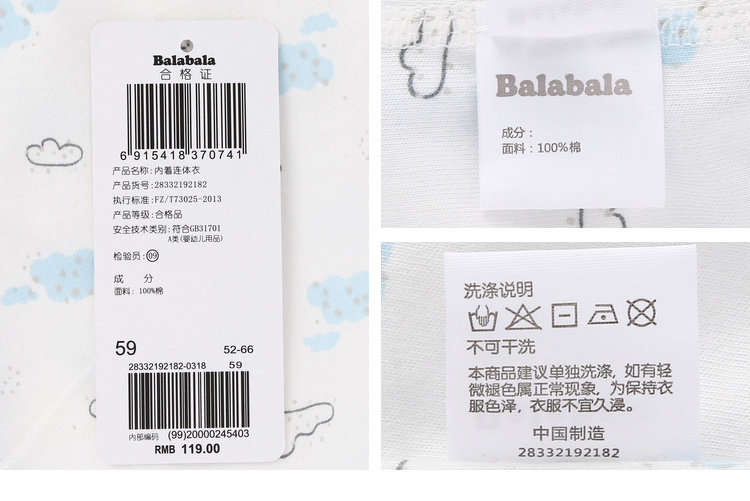 Balabala
合格证
6 915418 370741
产品名称:内着连体衣
产品货号:28332192182
执行标准:FZ/T73025-2013
产品等级:合格品
安全技术类别:符合GB31701
A类(婴幼儿用品)
检验员:09
成 分
面料: 100%棉
59 52-66
28332192182-0318 59
内部编码 (99)20000245403
RMB 119.00
Balabala
成分:
面料:100%棉
洗涤说明
不可干洗
本商品建议单独洗涤,如有轻
微褪色属正常现象,为保持衣
服色泽,衣服不宜久浸。
中国制造
28332192182